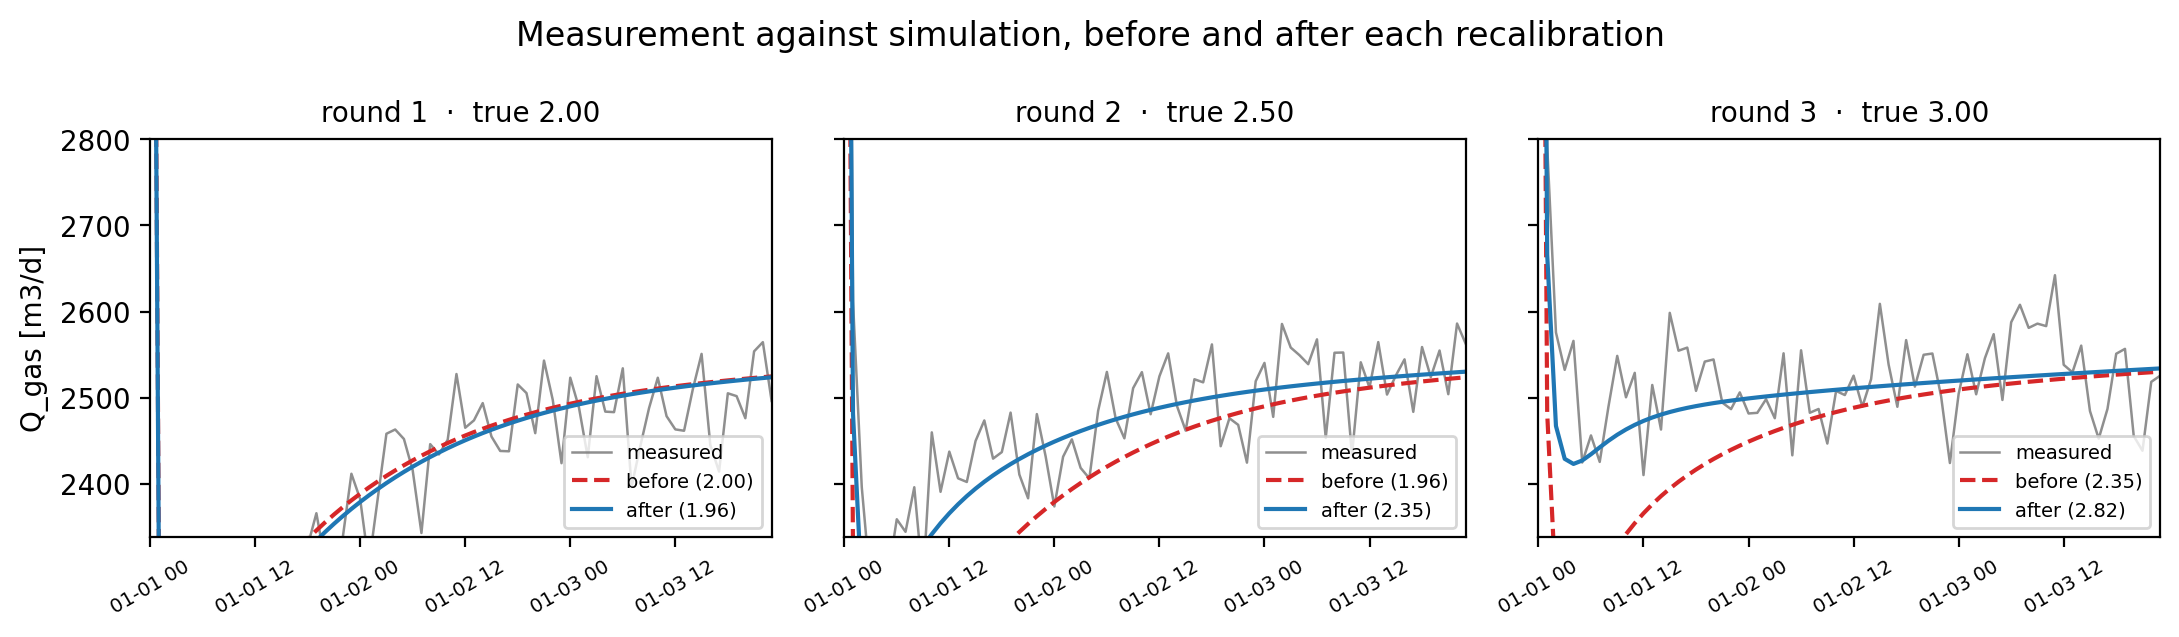 Measurement against simulation, before and after each recalibration
round 1 · true 2.00
round 2 · true 2.50
round 3 · true 3.00
Q_gas [m3/d]
2800
2700
2600
2500
2400
measured
before (2.00)
after (1.96)
measured
before (1.96)
after (2.35)
measured
before (2.35)
after (2.82)
01-01 00
01-01 12
01-02 00
01-02 12
01-03 00
01-03 12
01-01 00
01-01 12
01-02 00
01-02 12
01-03 00
01-03 12
01-01 00
01-01 12
01-02 00
01-02 12
01-03 00
01-03 12